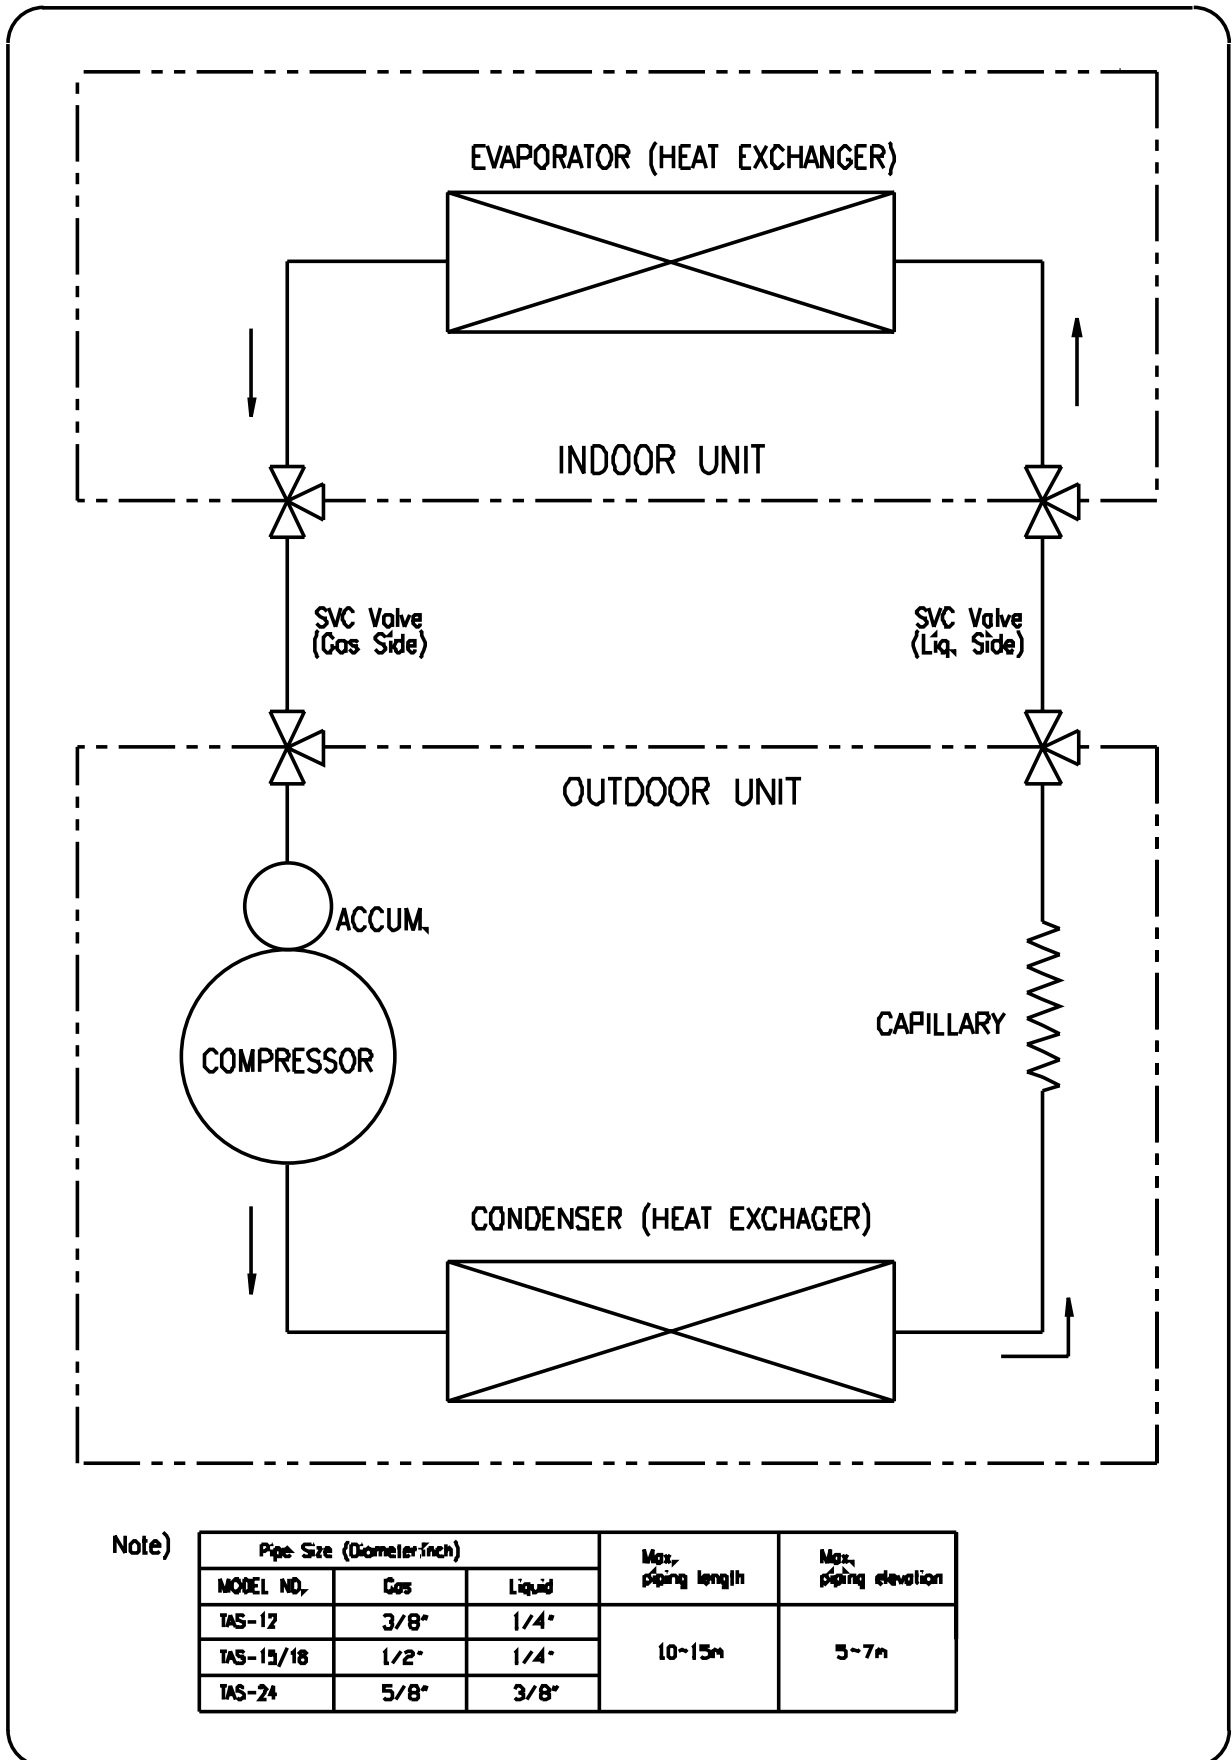 EVAPORATOR (HEAT EXCHANGER)
INDOOR UNIT
SVC Valve
(Gas Side)
SVC Valve
(Liq. Side)
OUTDOOR UNIT
ACCUM.
COMPRESSOR
CAPILLARY
CONDENSER (HEAT EXCHAGER)
Note)
Pipe Size (Diameter:inch)
Max.
piping length
Max.
piping elevation
MODEL NO. Gas Liquid
TAS-12 3/8" 1/4"
TAS-15/18 1/2" 1/4"
10~15m 5~7m
TAS-24 5/8" 3/8"